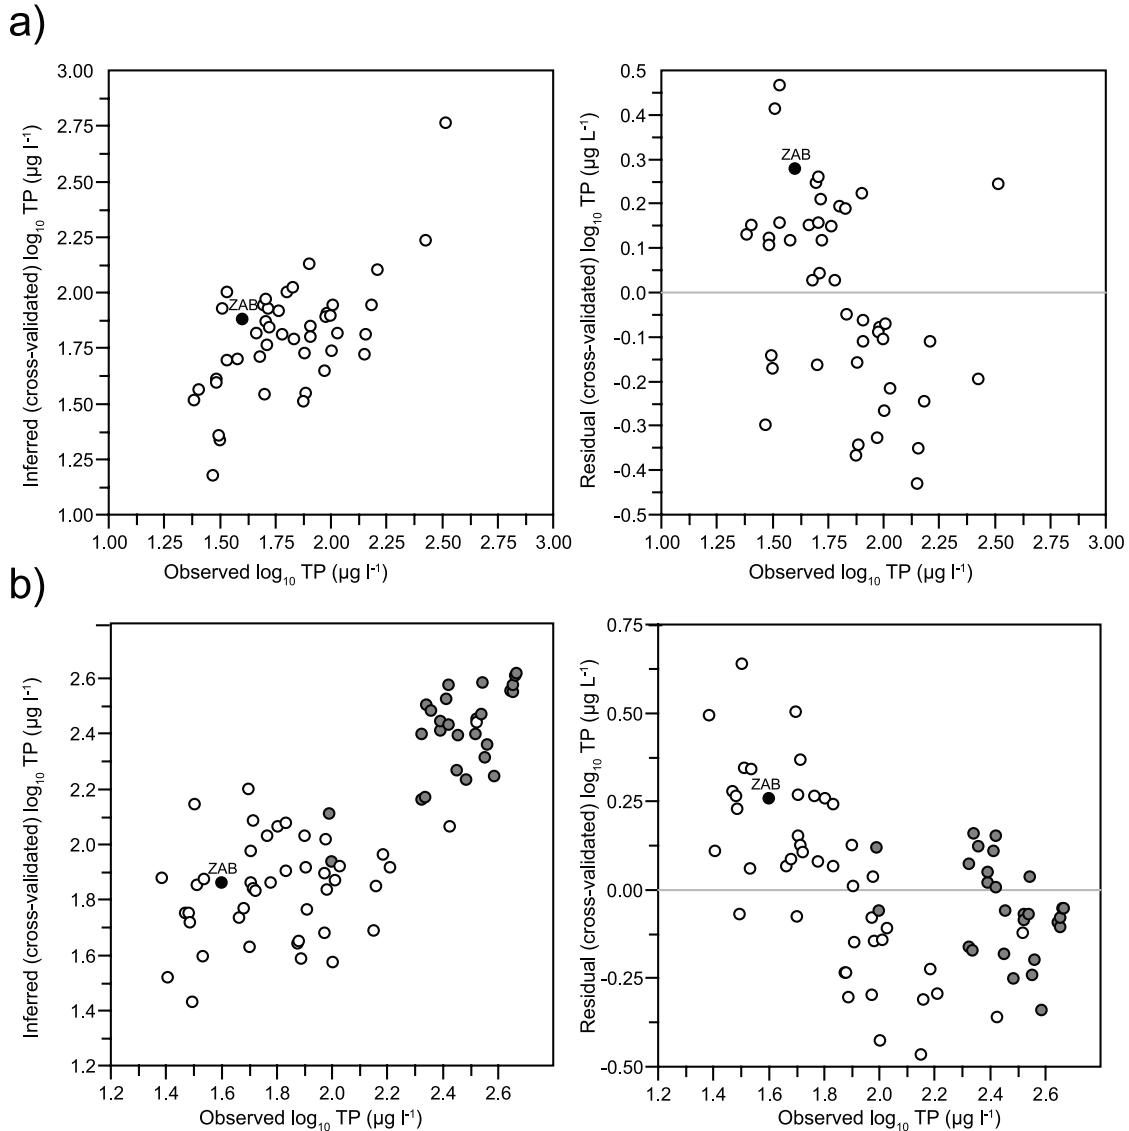 a)
3.00
2.75
2.50
2.25
2.00
1.75
1.50
1.25
1.00
Inferred (cross-validated) log₁₀ TP (µg l⁻¹)
ZAB
1.00 1.25 1.50 1.75 2.00 2.25 2.50 2.75 3.00
Observed log₁₀ TP (µg l⁻¹)
0.5
0.4
0.3
0.2
0.1
0.0
-0.1
-0.2
-0.3
-0.4
-0.5
Residual (cross-validated) log₁₀ TP (µg L⁻¹)
ZAB
1.00 1.25 1.50 1.75 2.00 2.25 2.50 2.75 3.00
Observed log₁₀ TP (µg l⁻¹)
b)
2.6
2.4
2.2
2.0
1.8
1.6
1.4
1.2
Inferred (cross-validated) log₁₀ TP (µg l⁻¹)
ZAB
1.2 1.4 1.6 1.8 2.0 2.2 2.4 2.6
Observed log₁₀ TP (µg l⁻¹)
0.75
0.50
0.25
0.00
-0.25
-0.50
Residual (cross-validated) log₁₀ TP (µg L⁻¹)
ZAB
1.2 1.4 1.6 1.8 2.0 2.2 2.4 2.6
Observed log₁₀ TP (µg l⁻¹)